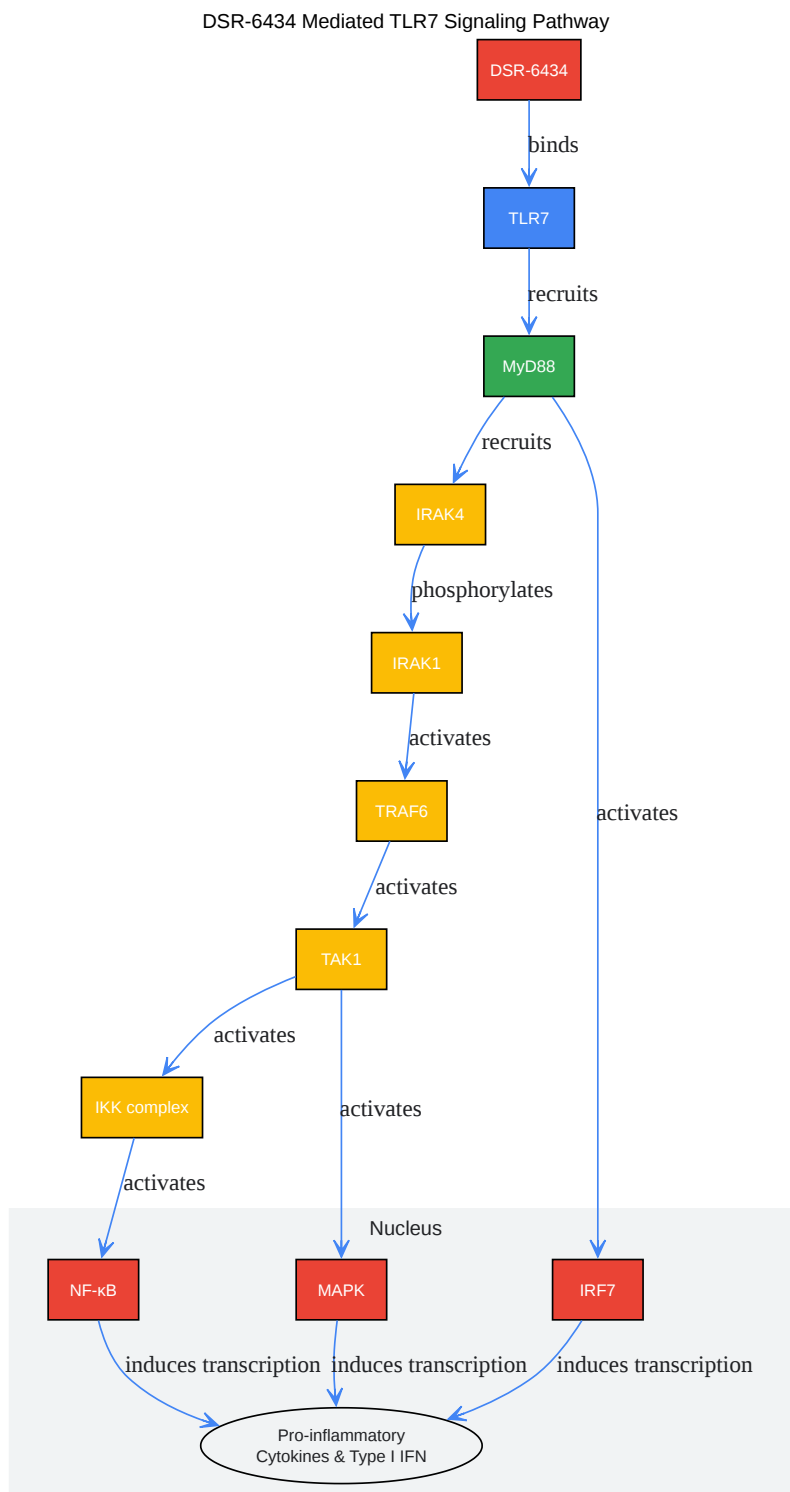 DSR-6434 Mediated TLR7 Signaling Pathway
DSR-6434
binds
TLR7
recruits
MyD88
recruits
IRAK4
phosphorylates
IRAK1
activates
TRAF6
activates
activates
TAK1
activates
IKK complex
activates
activates
Nucleus
NF-κB
MAPK
IRF7
induces transcription
induces transcription
induces transcription
Pro-inflammatory
Cytokines & Type I IFN